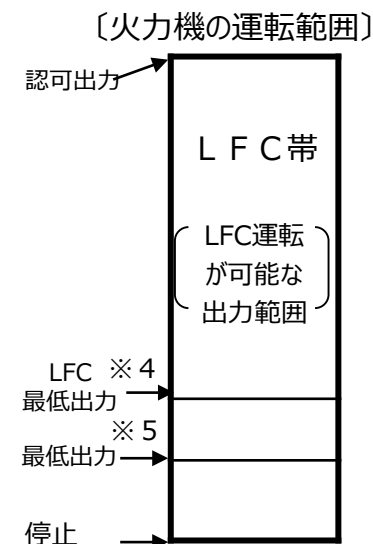 〔火力機の運転範囲〕
認可出力
ＬＦＣ帯
LFC運転
が可能な
出力範囲
LFC ※４
最低出力
※５
最低出力
停止